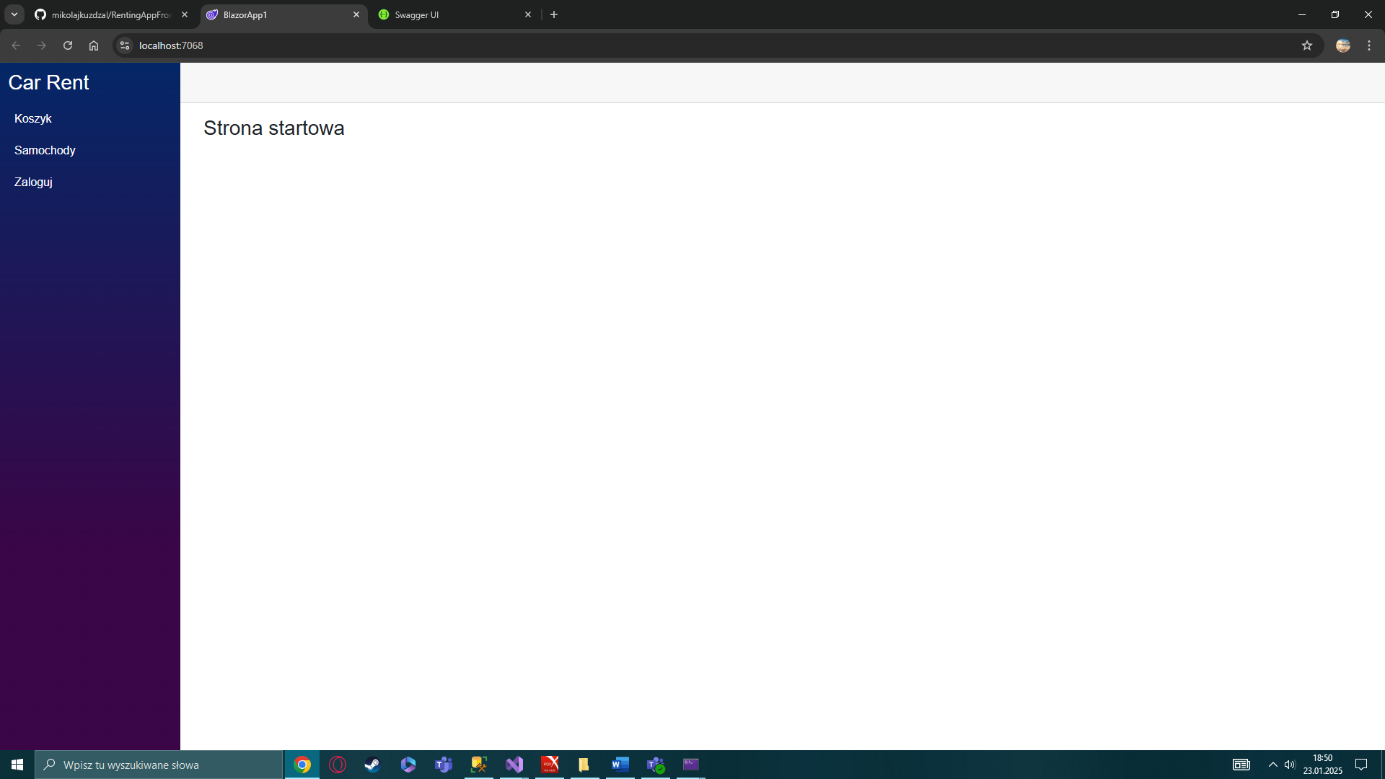 mikolajkuzdzal/RentingAppFro
BlazorApp1
Swagger UI
localhost:7068
Car Rent
Koszyk
Samochody
Zaloguj
Strona startowa
Wpisz tu wyszukiwane słowa
18:50
23.01.2025